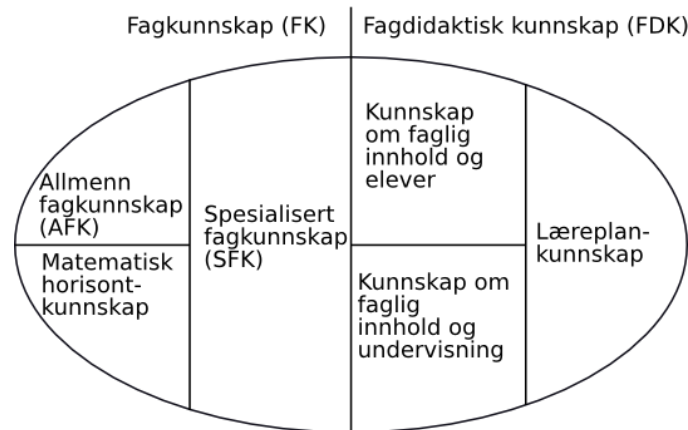 Fagkunnskap (FK)
Fagdidaktisk kunnskap (FDK)
Allmenn
fagkunnskap
(AFK)
Matematisk
horisont-
kunnskap
Spesialisert
fagkunnskap
(SFK)
Kunnskap
om faglig
innhold og
elever
Kunnskap om
faglig
innhold og
undervisning
Læreplan-
kunnskap